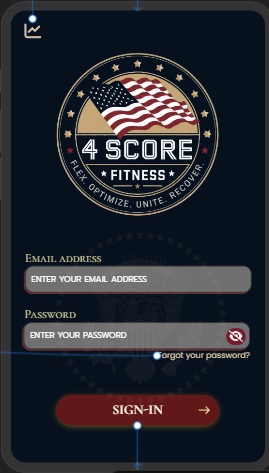 4 SCORE
FITNESS
FLEX. OPTIMIZE. UNITE. RECOVER.
EMAIL ADDRESS
ENTER YOUR EMAIL ADDRESS
PASSWORD
ENTER YOUR PASSWORD
Forgot your password?
SIGN-IN